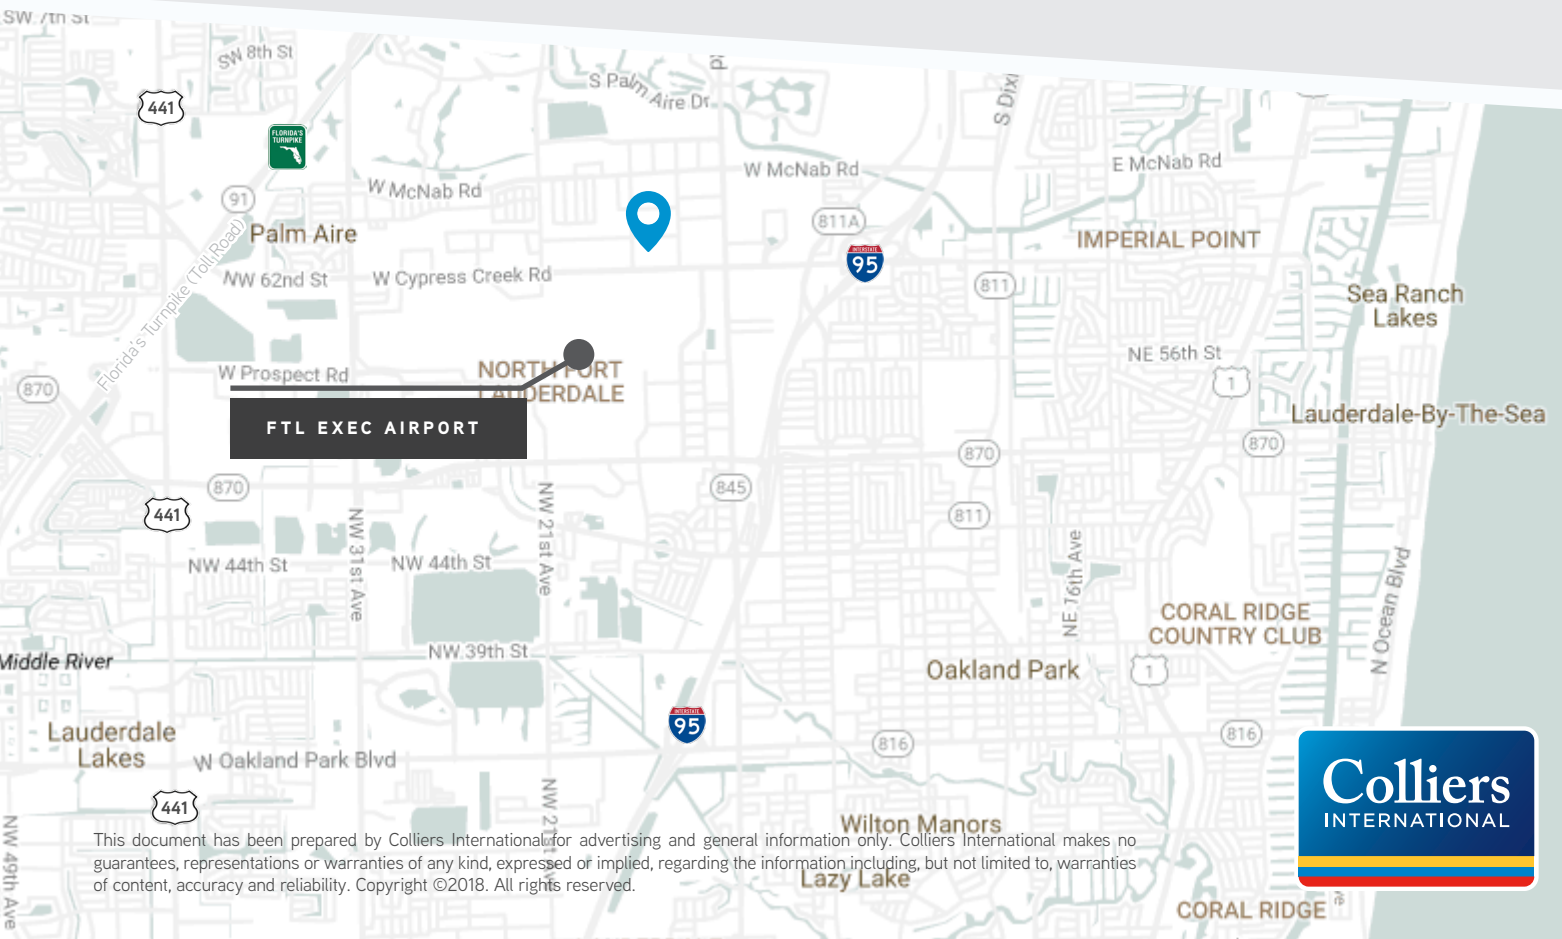 SW 7th St
SW 8th St
S Palm Aire Dr
S Dixi
441
FLORIDA'S
TURNPIKE
W McNab Rd
E McNab Rd
W McNab Rd
91
811A
Palm Aire
IMPERIAL POINT
Florida's Turnpike (Toll Road)
INTERSTATE
95
NW 62nd St
W Cypress Creek Rd
811
Sea Ranch
Lakes
NE 56th St
W Prospect Rd
NORTH FORT
LAUDERDALE
870
1
Lauderdale-By-The-Sea
FTL EXEC AIRPORT
870
870
870
845
441
811
NW 31st Ave
NW 21st Ave
NW 44th St
NW 44th St
NE 16th Ave
N Ocean Blvd
CORAL RIDGE
COUNTRY CLUB
Middle River
NW 39th St
Oakland Park
1
INTERSTATE
95
Lauderdale
Lakes
816
816
W Oakland Park Blvd
441
NW 21st Ave
NW 49th Ave
Wilton Manors
Colliers
INTERNATIONAL
This document has been prepared by Colliers International for advertising and general information only. Colliers International makes no
guarantees, representations or warranties of any kind, expressed or implied, regarding the information including, but not limited to, warranties
of content, accuracy and reliability. Copyright ©2018. All rights reserved.
Lazy Lake
CORAL RIDGE